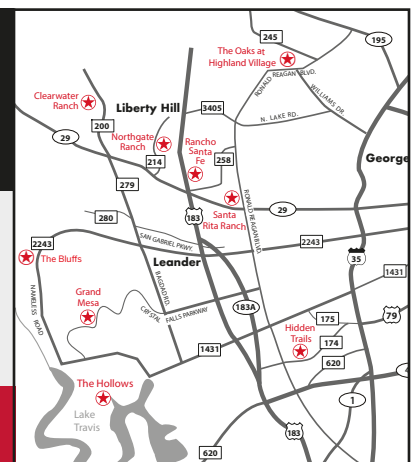 245
195
The Oaks at
Highland Village
RONALD REAGAN BLVD.
WILLIAMS DR.
Clearwater
Ranch
Liberty Hill
3405
N. LAKE RD.
200
29
Northgate
Ranch
Rancho
Santa
Fe
214
258
George
279
RONALD REAGAN BLVD.
280
183
Santa
Rita Ranch
29
SAN GABRIEL PKWY.
2243
2243
The Bluffs
Leander
35
1431
BAGDAD RD.
NAMELESS ROAD
Grand
Mesa
CRYSTAL FALLS PARKWAY
183A
175
79
Hidden
Trails
174
1431
620
4
The Hollows
Lake
Travis
1
183
620